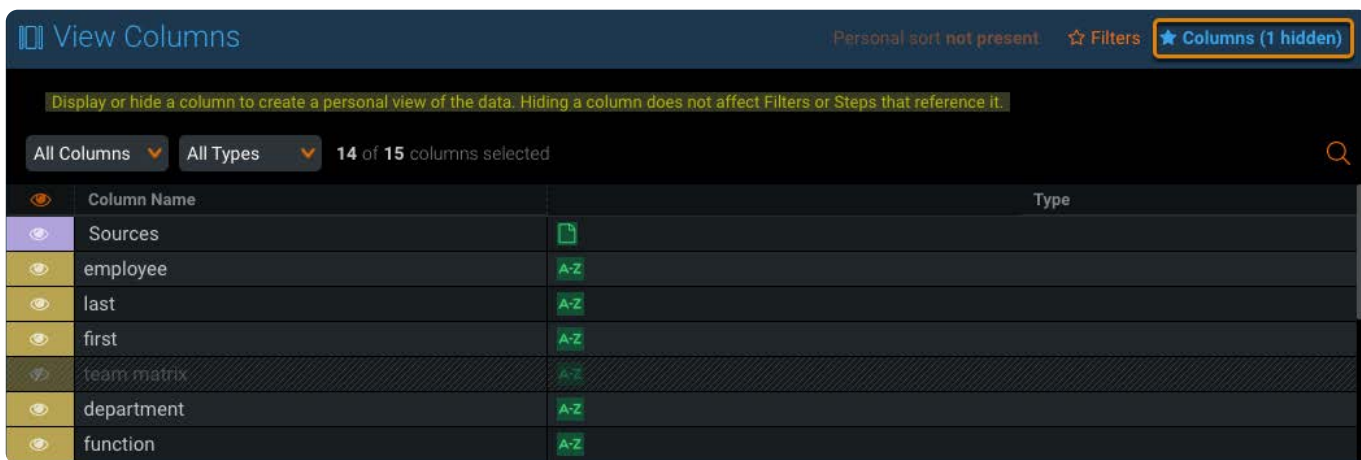 View Columns
Personal sort not present Filters Columns (1 hidden)
Display or hide a column to create a personal view of the data. Hiding a column does not affect Filters or Steps that reference it.
All Columns All Types 14 of 15 columns selected
Column Name Type
Sources
employee A-Z
last A-Z
first A-Z
team matrix A-Z
department A-Z
function A-Z